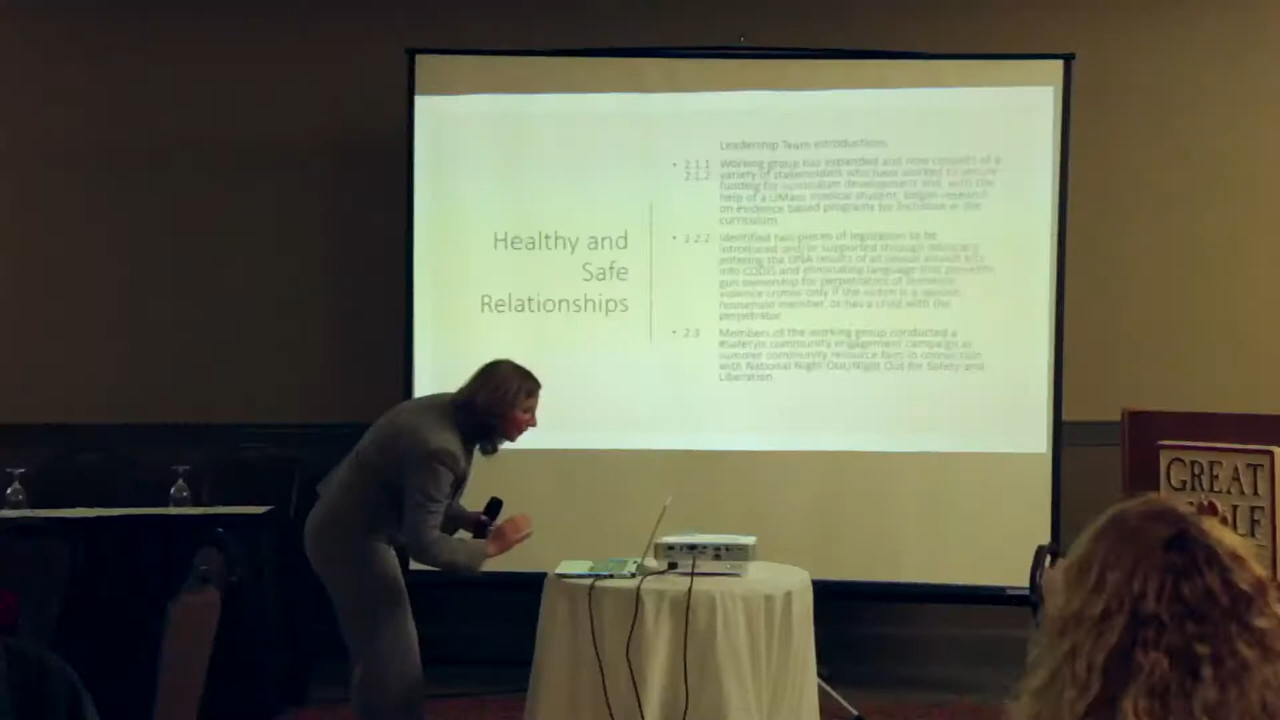 Healthy and
Safe
Relationships
Leadership Team Introductions
• 2.1.1 Working group has expanded and now consists of a
2.1.2 variety of stakeholders who have worked to secure
funding for curriculum development and, with the
help of a UMass medical student, began research
on evidence based programs for inclusion in the
curriculum
• 2.2.2 Identified two pieces of legislation to be
introduced and/or supported through advocacy
entering the DNA results of all sexual assault kits
into CODIS and eliminating language that prevents
gun ownership for perpetrators of domestic
violence crimes only if the victim is a spouse,
household member, or has a child with the
perpetrator
• 2.3 Members of the working group conducted a
community engagement campaign at
summer community resource fairs in connection
with National Night Out/Night Out for Safety and
Liberation
GREAT